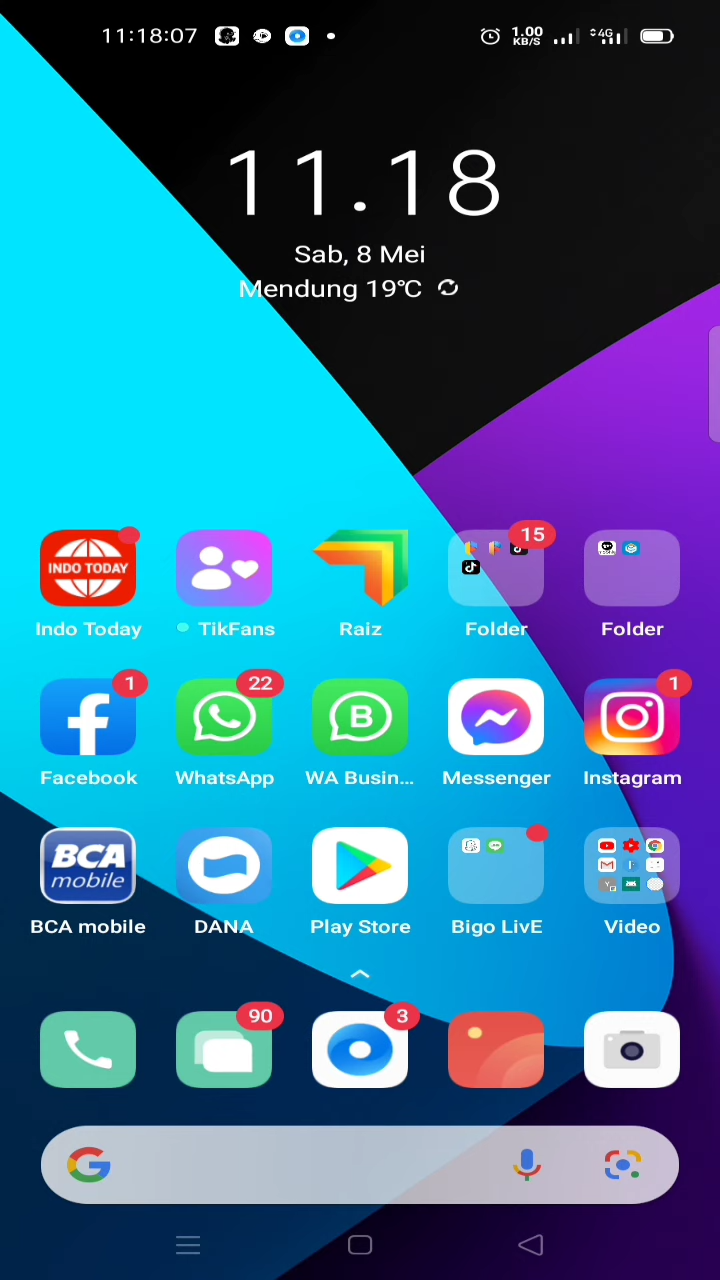 11:18:07
1.00
KB/S
4G
11.18
Sab, 8 Mei
Mendung 19°C
INDO TODAY
15
Indo Today
TikFans
Raiz
Folder
Folder
1
22
B
1
Facebook
WhatsApp
WA Busin...
Messenger
Instagram
BCA
mobile
BCA mobile
DANA
Play Store
Bigo LivE
Video
90
3